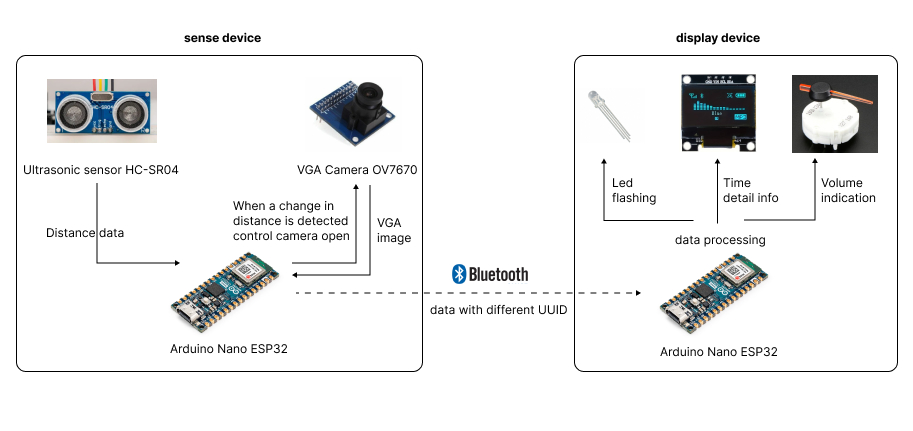 sense device
display device
HC-SR04
Ultrasonic sensor HC-SR04
VGA Camera OV7670
When a change in
distance is detected
control camera open
VGA
image
Distance data
Led
flashing
Time
detail info
Volume
indication
data processing
Bluetooth
data with different UUID
Arduino Nano ESP32
Arduino Nano ESP32